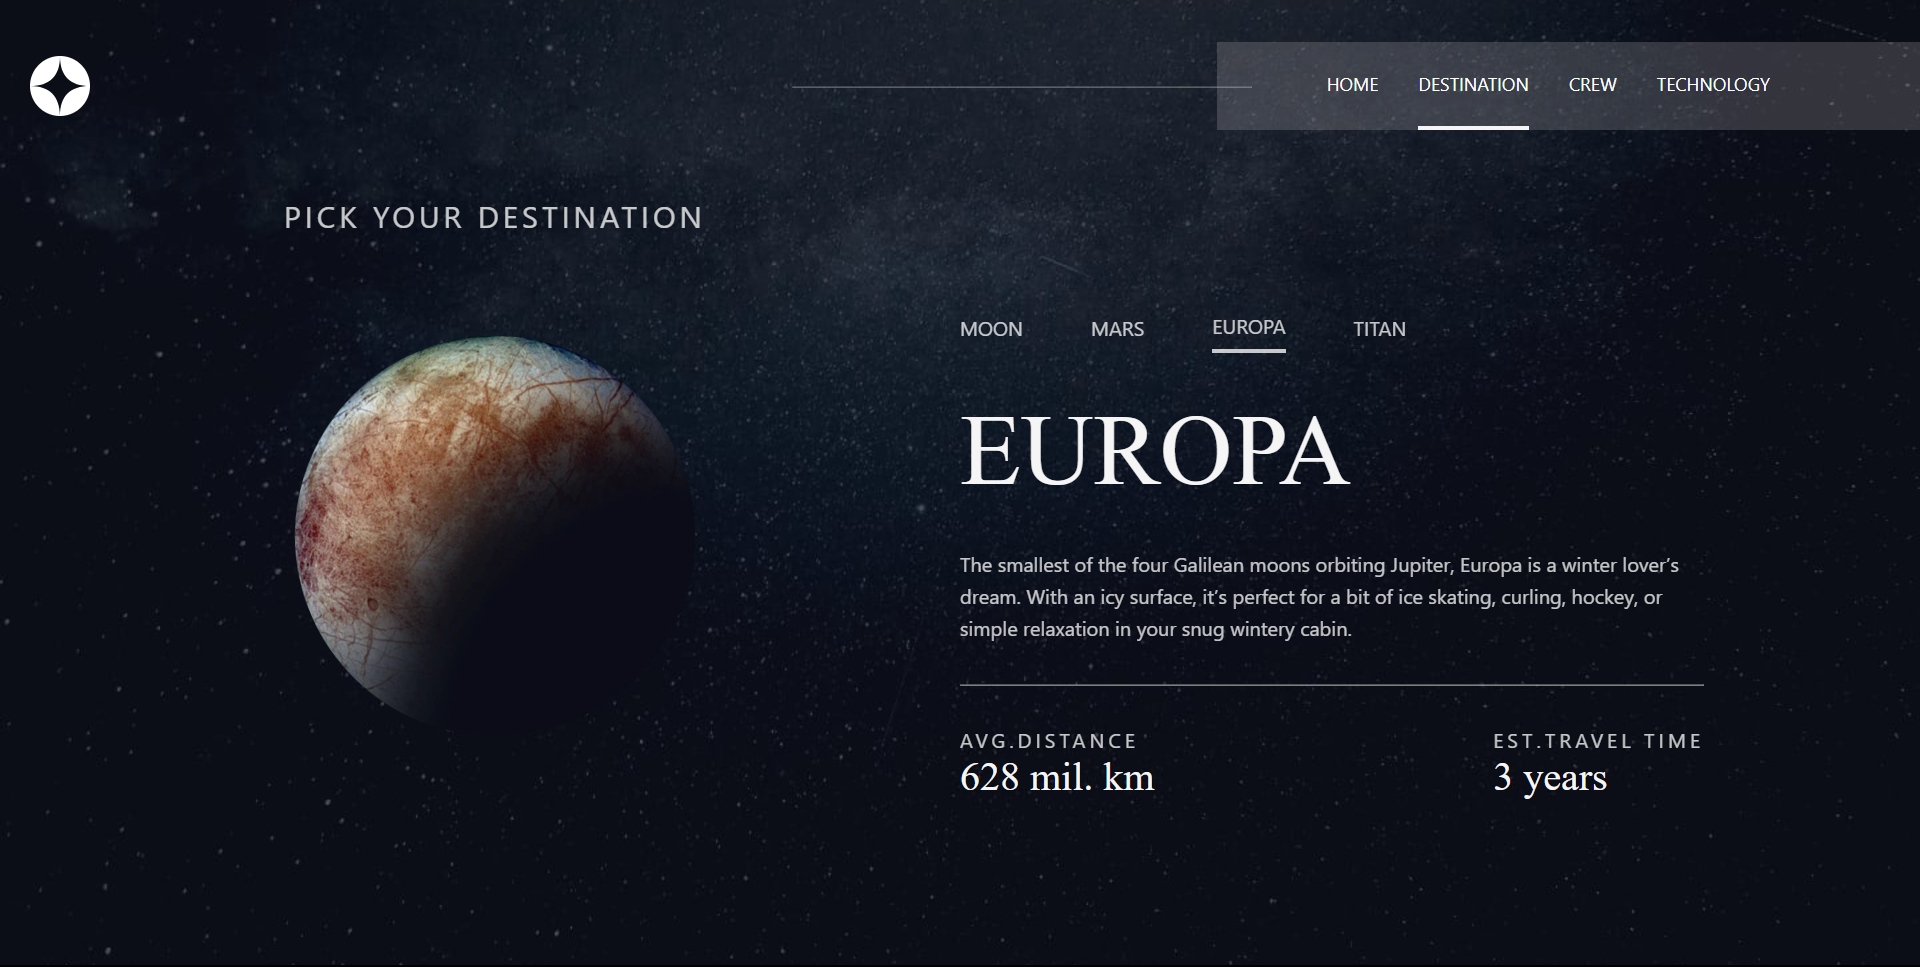 HOME DESTINATION CREW TECHNOLOGY
PICK YOUR DESTINATION
MOON MARS EUROPA TITAN
EUROPA
The smallest of the four Galilean moons orbiting Jupiter, Europa is a winter lover’s
dream. With an icy surface, it’s perfect for a bit of ice skating, curling, hockey, or
simple relaxation in your snug wintery cabin.
AVG.DISTANCE
628 mil. km
EST.TRAVEL TIME
3 years